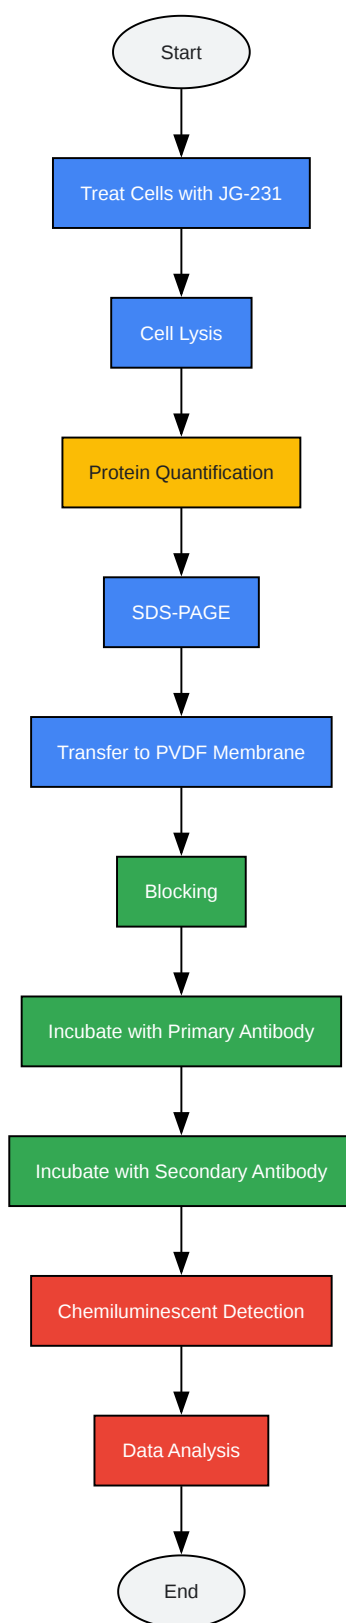 Start
Treat Cells with JG-231
Cell Lysis
Protein Quantification
SDS-PAGE
Transfer to PVDF Membrane
Blocking
Incubate with Primary Antibody
Incubate with Secondary Antibody
Chemiluminescent Detection
Data Analysis
End